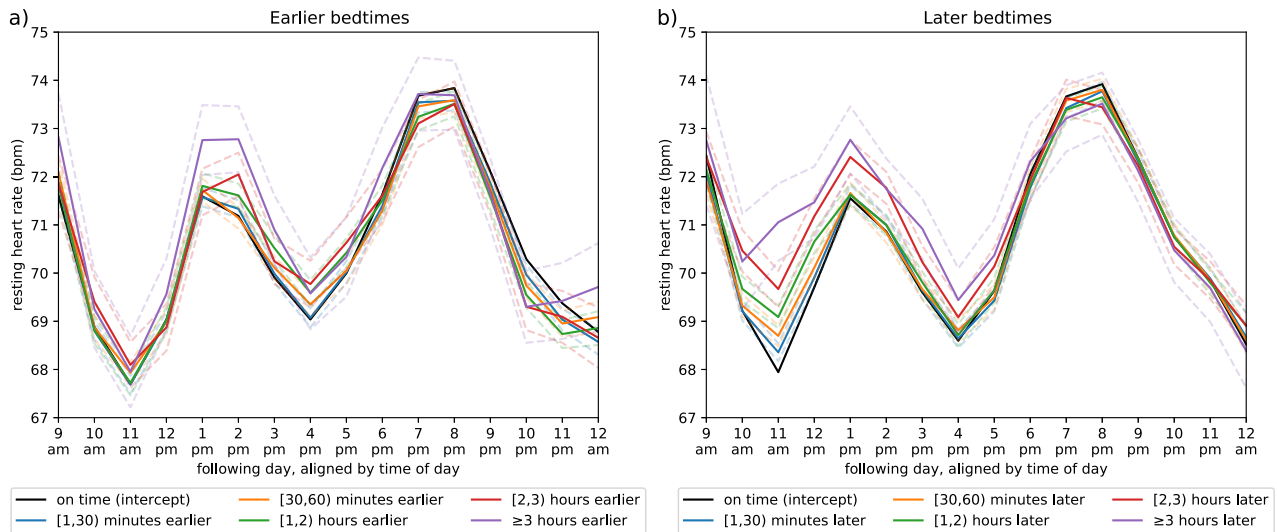 a)
Earlier bedtimes
resting heart rate (bpm)
75
74
73
72
71
70
69
68
67
9 10 11 12 1 2 3 4 5 6 7 8 9 10 11 12
am am am pm pm pm pm pm pm pm pm pm pm pm pm am
following day, aligned by time of day
on time (intercept) [30,60) minutes earlier [2,3) hours earlier
[1,30) minutes earlier [1,2) hours earlier ≥3 hours earlier
b)
Later bedtimes
resting heart rate (bpm)
75
74
73
72
71
70
69
68
67
9 10 11 12 1 2 3 4 5 6 7 8 9 10 11 12
am am am pm pm pm pm pm pm pm pm pm pm pm pm am
following day, aligned by time of day
on time (intercept) [30,60) minutes later [2,3) hours later
[1,30) minutes later [1,2) hours later ≥3 hours later